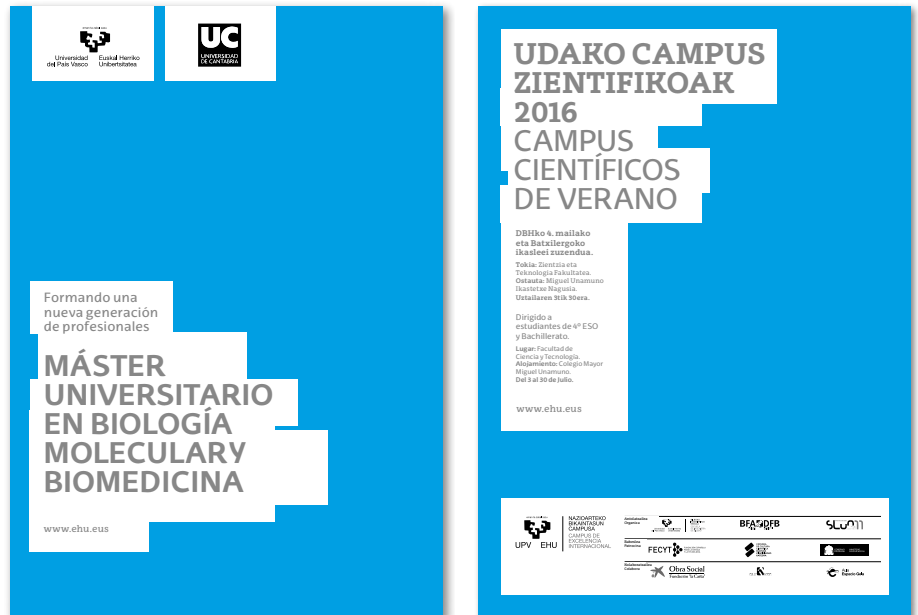 Universidad del País Vasco
Euskal Herriko Unibertsitatea
UC
UNIVERSIDAD
DE CANTABRIA
Formando una
nueva generación
de profesionales
MÁSTER
UNIVERSITARIO
EN BIOLOGÍA
MOLECULAR Y
BIOMEDICINA
www.ehu.eus
UDAKO CAMPUS
ZIENTIFIKOAK
2016
CAMPUS
CIENTÍFICOS
DE VERANO
DBHko 4. mailako
eta Batxilergoko
ikasleei zuzendua.
Tokia: Zientzia eta
Teknologia Fakultatea.
Ostauta: Miguel Unamuno
Ikastetxe Nagusia.
Uztailaren 3tik 30era.
Dirigido a
estudiantes de 4º ESO
y Bachillerato.
Lugar: Facultad de
Ciencia y Tecnología.
Alojamiento: Colegio Mayor
Miguel Unamuno.
Del 3 al 30 de Julio.
www.ehu.eus
UPV EHU
NAZIOARTEKO
BIKAINTASUN
CAMPUSA
CAMPUS DE
EXCELENCIA
INTERNACIONAL
FECYT
Obra Social
Fundación "la Caixa"